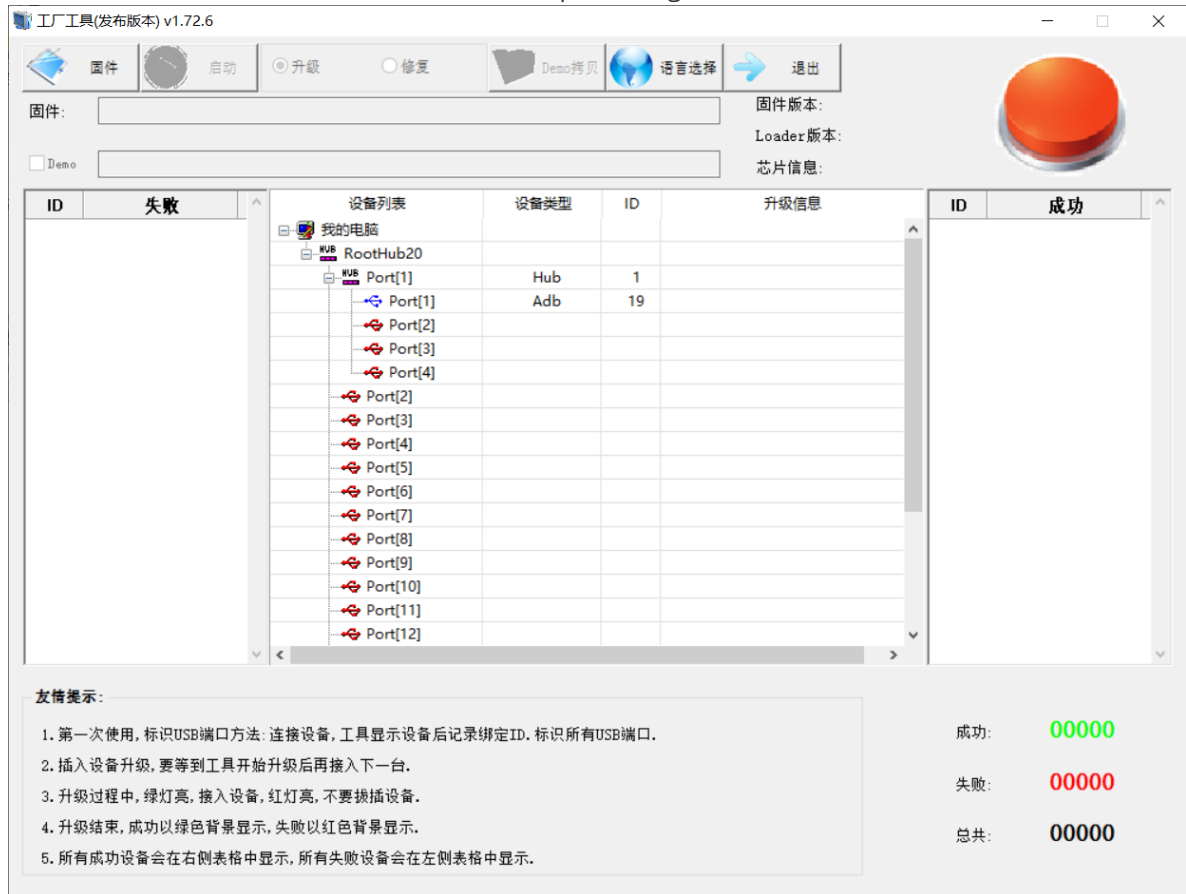 工厂工具(发布版本) v1.72.6
固件 启动 升级 修复 Demo拷贝 语言选择 退出
固件: 固件版本:
Loader版本:
Demo 芯片信息:
ID 失败 设备列表 设备类型 ID 升级信息 ID 成功
我的电脑
HUB RootHub20
HUB Port[1] Hub 1
Port[1] Adb 19
Port[2]
Port[3]
Port[4]
Port[2]
Port[3]
Port[4]
Port[5]
Port[6]
Port[7]
Port[8]
Port[9]
Port[10]
Port[11]
Port[12]
友情提示:
1.第一次使用,标识USB端口方法:连接设备,工具显示设备后记录绑定ID.标识所有USB端口.
2.插入设备升级,要等到工具开始升级后再接入下一台.
3.升级过程中,绿灯亮,接入设备,红灯亮,不要拔插设备.
4.升级结束,成功以绿色背景显示,失败以红色背景显示.
5.所有成功设备会在右侧表格中显示,所有失败设备会在左侧表格中显示.
成功: 00000
失败: 00000
总共: 00000